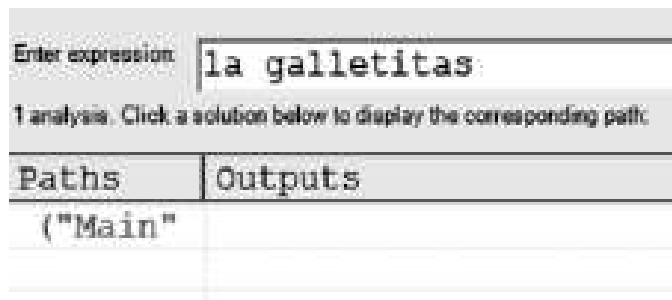 Enter expression: la galletitas
1 analysis. Click a solution below to display the corresponding path:
Paths Outputs
("Main"